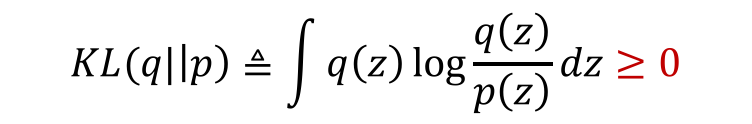 KL(q||p) ≜ ∫ q(z) log q(z)/p(z) dz ≥ 0